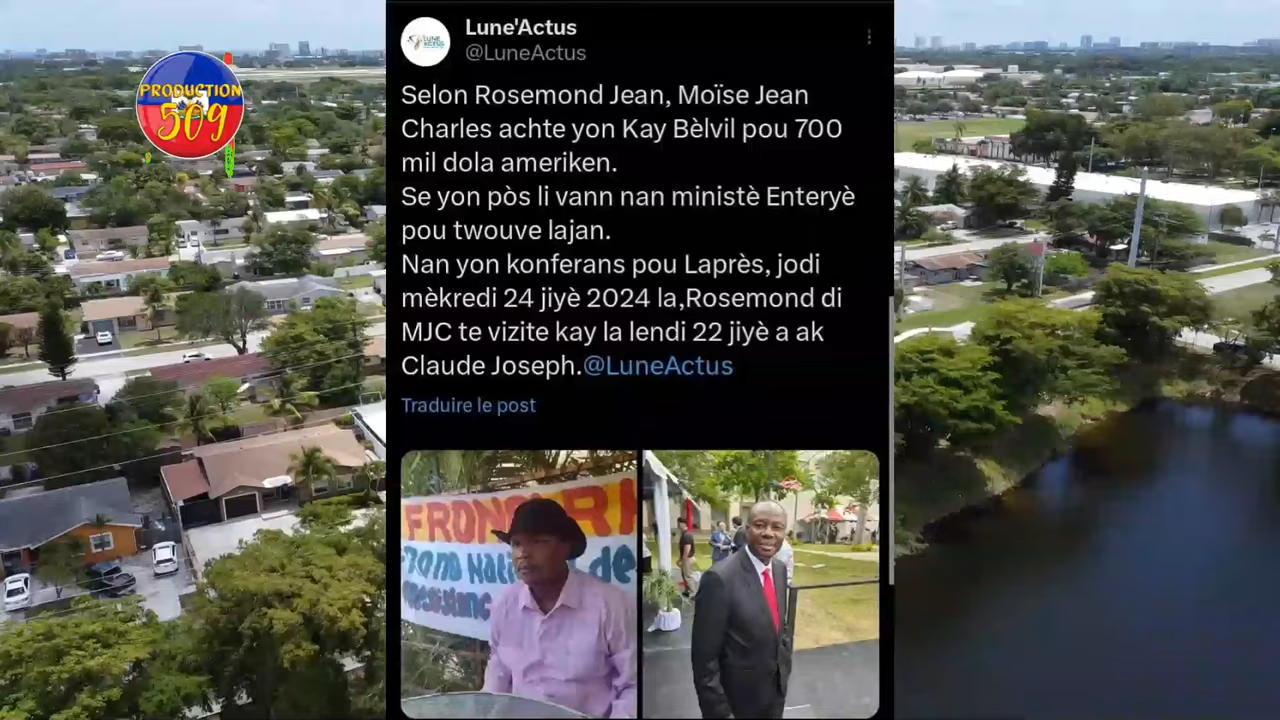 PRODUCTION
509
Lune'Actus
@LuneActus
Selon Rosemond Jean, Moïse Jean
Charles achte yon Kay Bèlvil pou 700
mil dola ameriken.
Se yon pòs li vann nan ministè Enteryè
pou twouve lajan.
Nan yon konferans pou Laprès, jodi
mèkredi 24 jiyè 2024 la,Rosemond di
MJC te vizite kay la lendi 22 jiyè a ak
Claude Joseph.@LuneActus
Traduire le post